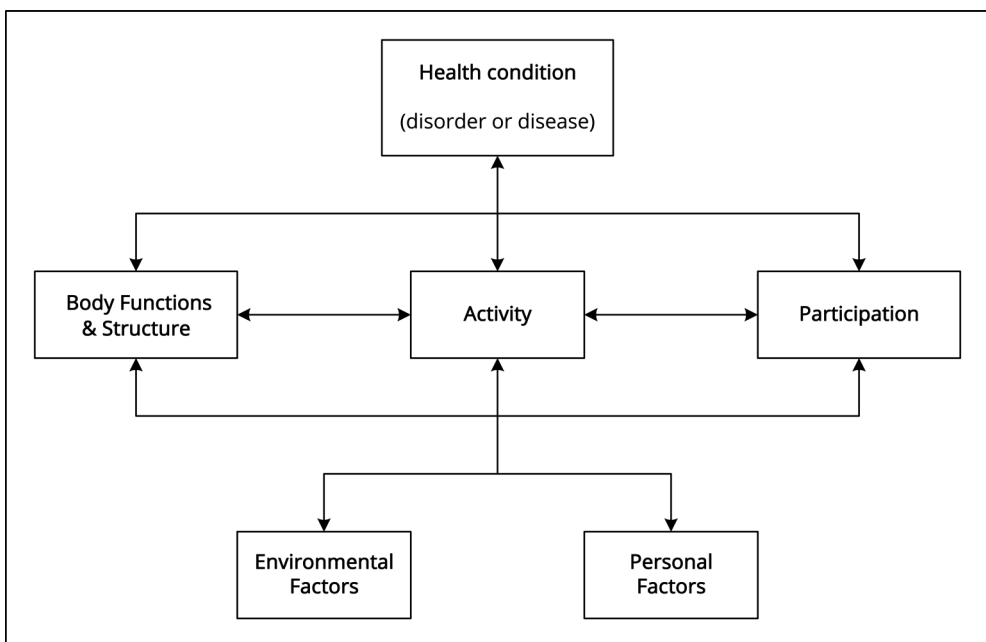 Health condition
(disorder or disease)
Body Functions
& Structure
Activity
Participation
Environmental
Factors
Personal
Factors